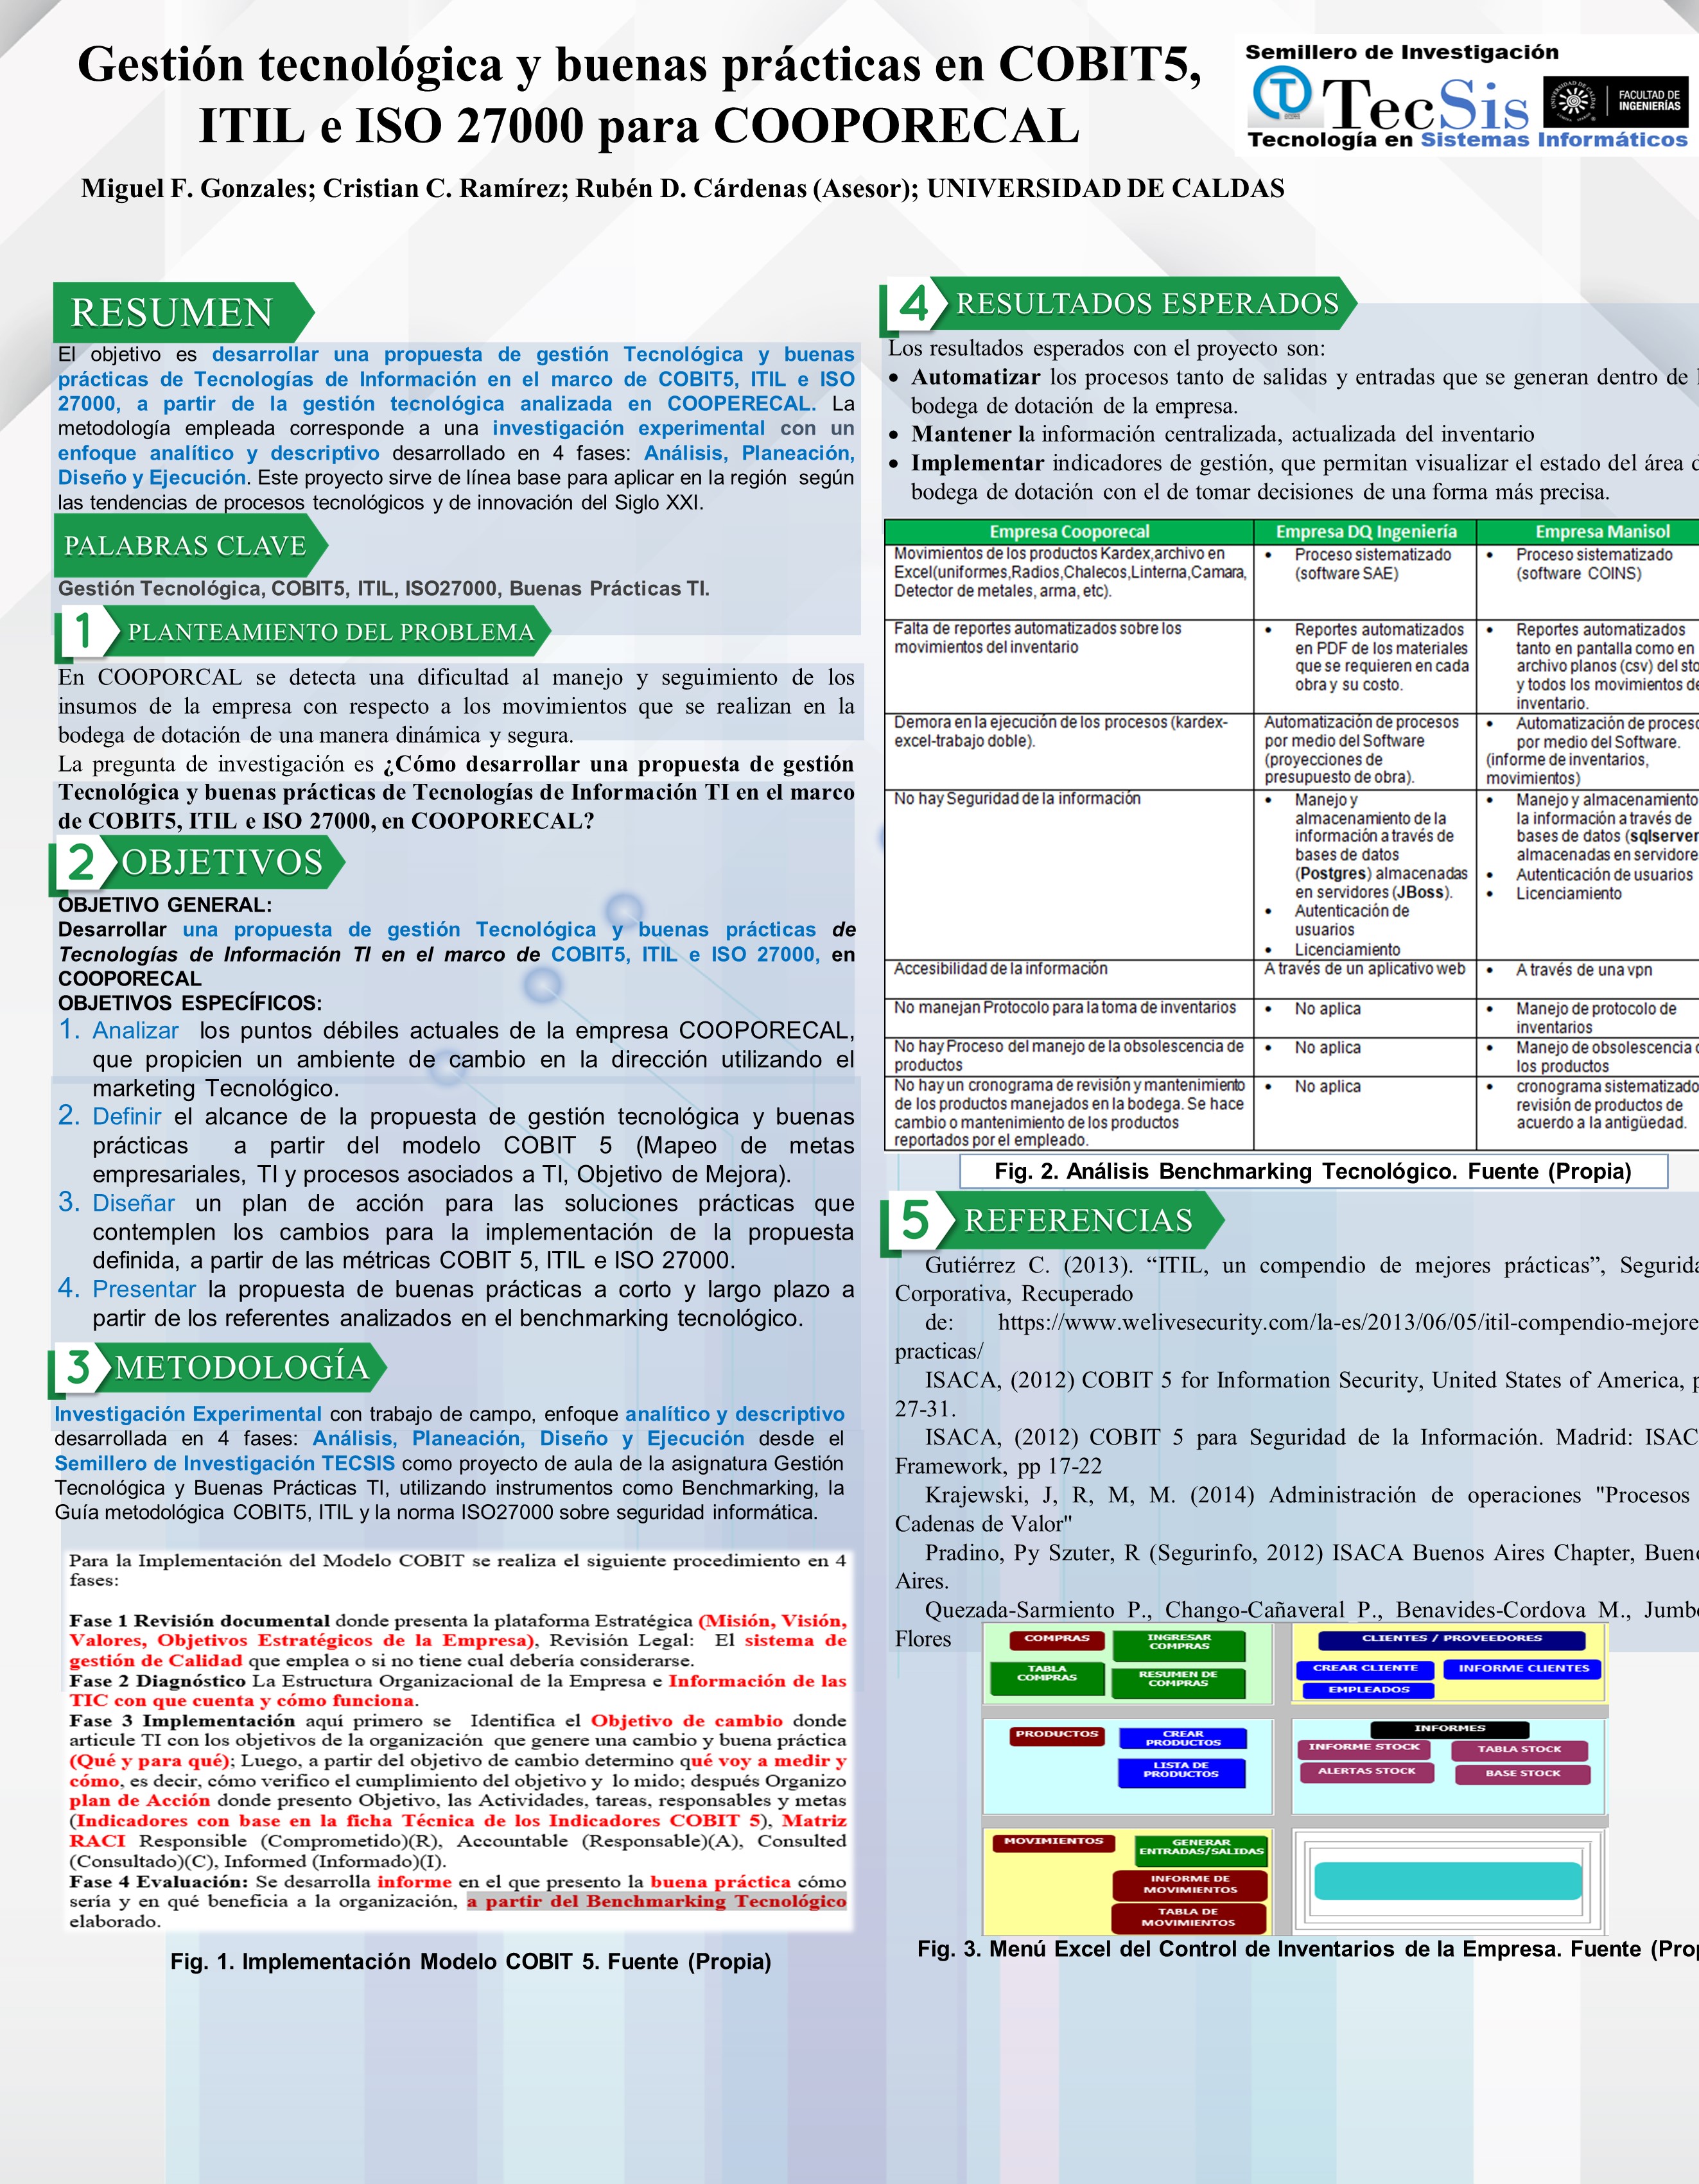 Gestión tecnológica y buenas prácticas en COBIT5,
ITIL e ISO 27000 para COOPORECAL
Semillero de Investigación
TecSis
FACULTAD DE
INGENIERÍAS
Tecnología en Sistemas Informáticos
Miguel F. Gonzales; Cristian C. Ramírez; Rubén D. Cárdenas (Asesor); UNIVERSIDAD DE CALDAS
RESUMEN
El objetivo es desarrollar una propuesta de gestión Tecnológica y buenas
prácticas de Tecnologías de Información en el marco de COBIT5, ITIL e ISO
27000, a partir de la gestión tecnológica analizada en COOPERECAL. La
metodología empleada corresponde a una investigación experimental con un
enfoque analítico y descriptivo desarrollado en 4 fases: Análisis, Planeación,
Diseño y Ejecución. Este proyecto sirve de línea base para aplicar en la región según
las tendencias de procesos tecnológicos y de innovación del Siglo XXI.
PALABRAS CLAVE
Gestión Tecnológica, COBIT5, ITIL, ISO27000, Buenas Prácticas TI.
1 PLANTEAMIENTO DEL PROBLEMA
En COOPORCAL se detecta una dificultad al manejo y seguimiento de los
insumos de la empresa con respecto a los movimientos que se realizan en la
bodega de dotación de una manera dinámica y segura.
La pregunta de investigación es ¿Cómo desarrollar una propuesta de gestión
Tecnológica y buenas prácticas de Tecnologías de Información TI en el marco
de COBIT5, ITIL e ISO 27000, en COOPORECAL?
2 OBJETIVOS
OBJETIVO GENERAL:
Desarrollar una propuesta de gestión Tecnológica y buenas prácticas de
Tecnologías de Información TI en el marco de COBIT5, ITIL e ISO 27000, en
COOPORECAL
OBJETIVOS ESPECÍFICOS:
1. Analizar los puntos débiles actuales de la empresa COOPORECAL,
que propicien un ambiente de cambio en la dirección utilizando el
marketing Tecnológico.
2. Definir el alcance de la propuesta de gestión tecnológica y buenas
prácticas a partir del modelo COBIT 5 (Mapeo de metas
empresariales, TI y procesos asociados a TI, Objetivo de Mejora).
3. Diseñar un plan de acción para las soluciones prácticas que
contemplen los cambios para la implementación de la propuesta
definida, a partir de las métricas COBIT 5, ITIL e ISO 27000.
4. Presentar la propuesta de buenas prácticas a corto y largo plazo a
partir de los referentes analizados en el benchmarking tecnológico.
3 METODOLOGÍA
Investigación Experimental con trabajo de campo, enfoque analítico y descriptivo
desarrollada en 4 fases: Análisis, Planeación, Diseño y Ejecución desde el
Semillero de Investigación TECSIS como proyecto de aula de la asignatura Gestión
Tecnológica y Buenas Prácticas TI, utilizando instrumentos como Benchmarking, la
Guía metodológica COBIT5, ITIL y la norma ISO27000 sobre seguridad informática.
Para la Implementación del Modelo COBIT se realiza el siguiente procedimiento en 4
fases:
Fase 1 Revisión documental donde presenta la plataforma Estratégica (Misión, Visión,
Valores, Objetivos Estratégicos de la Empresa), Revisión Legal: El sistema de
gestión de Calidad que emplea o si no tiene cual debería considerarse.
Fase 2 Diagnóstico La Estructura Organizacional de la Empresa e Información de las
TIC con que cuenta y cómo funciona.
Fase 3 Implementación aquí primero se Identifica el Objetivo de cambio donde
articule TI con los objetivos de la organización que genere una cambio y buena práctica
(Qué y para qué); Luego, a partir del objetivo de cambio determino qué voy a medir y
cómo, es decir, cómo verifico el cumplimiento del objetivo y lo mido; después Organizo
plan de Acción donde presento Objetivo, las Actividades, tareas, responsables y metas
(Indicadores con base en la ficha Técnica de los Indicadores COBIT 5), Matriz
RACI Responsible (Comprometido)(R), Accountable (Responsable)(A), Consulted
(Consultado)(C), Informed (Informado)(I).
Fase 4 Evaluación: Se desarrolla informe en el que presento la buena práctica cómo
sería y en qué beneficia a la organización, a partir del Benchmarking Tecnológico
elaborado.
Fig. 1. Implementación Modelo COBIT 5. Fuente (Propia)
4 RESULTADOS ESPERADOS
Los resultados esperados con el proyecto son:
• Automatizar los procesos tanto de salidas y entradas que se generan dentro de
bodega de dotación de la empresa.
• Mantener la información centralizada, actualizada del inventario
• Implementar indicadores de gestión, que permitan visualizar el estado del área
bodega de dotación con el de tomar decisiones de una forma más precisa.
Empresa Cooporecal Empresa DQ Ingeniería Empresa Manisol
Movimientos de los productos Kardex,archivo en
Excel(uniformes,Radios,Chalecos,Linterna,Camara,
Detector de metales, arma, etc).
• Proceso sistematizado
(software SAE)
• Proceso sistematizado
(software COINS)
Falta de reportes automatizados sobre los
movimientos del inventario
• Reportes automatizados
en PDF de los materiales
que se requieren en cada
obra y su costo.
• Reportes automatizados
tanto en pantalla como en
archivo planos (csv) del sto
y todos los movimientos de
inventario.
Demora en la ejecución de los procesos (kardex-
excel-trabajo doble).
Automatización de procesos
por medio del Software
(proyecciones de
presupuesto de obra).
• Automatización de proceso
por medio del Software.
(informe de inventarios,
movimientos)
No hay Seguridad de la información
• Manejo y
almacenamiento de la
información a través de
bases de datos
(Postgres) almacenadas
en servidores (JBoss).
• Autenticación de
usuarios
• Licenciamiento
• Manejo y almacenamiento
la información a través de
bases de datos (sqlserver
almacenadas en servidore
• Autenticación de usuarios
• Licenciamiento
Accesibilidad de la información
A través de un aplicativo web
• A través de una vpn
No manejan Protocolo para la toma de inventarios
• No aplica
• Manejo de protocolo de
inventarios
No hay Proceso del manejo de la obsolescencia de
productos
• No aplica
• Manejo de obsolescencia
los productos
No hay un cronograma de revisión y mantenimiento
de los productos manejados en la bodega. Se hace
cambio o mantenimiento de los productos
reportados por el empleado.
• No aplica
• cronograma sistematizado
revisión de productos de
acuerdo a la antigüedad.
Fig. 2. Análisis Benchmarking Tecnológico. Fuente (Propia)
5 REFERENCIAS
Gutiérrez C. (2013). “ITIL, un compendio de mejores prácticas”, Segurida
Corporativa, Recuperado
de: https://www.welivesecurity.com/la-es/2013/06/05/itil-compendio-mejore
practicas/
ISACA, (2012) COBIT 5 for Information Security, United States of America, p
27-31.
ISACA, (2012) COBIT 5 para Seguridad de la Información. Madrid: ISAC
Framework, pp 17-22
Krajewski, J, R, M, M. (2014) Administración de operaciones "Procesos
Cadenas de Valor"
Pradino, Py Szuter, R (Segurinfo, 2012) ISACA Buenos Aires Chapter, Bueno
Aires.
Quezada-Sarmiento P., Chango-Cañaveral P., Benavides-Cordova M., Jumbo
Flores
COMPRAS
INGRESAR
COMPRAS
TABLA
COMPRAS
RESUMEN DE
COMPRAS
CLIENTES / PROVEEDORES
CREAR CLIENTE
INFORME CLIENTES
EMPLEADOS
PRODUCTOS
CREAR
PRODUCTOS
LISTA DE
PRODUCTOS
INFORMES
INFORME STOCK
TABLA STOCK
ALERTAS STOCK
BASE STOCK
MOVIMIENTOS
GENERAR
ENTRADAS/SALIDAS
INFORME DE
MOVIMIENTOS
TABLA DE
MOVIMIENTOS
Fig. 3. Menú Excel del Control de Inventarios de la Empresa. Fuente (Prop